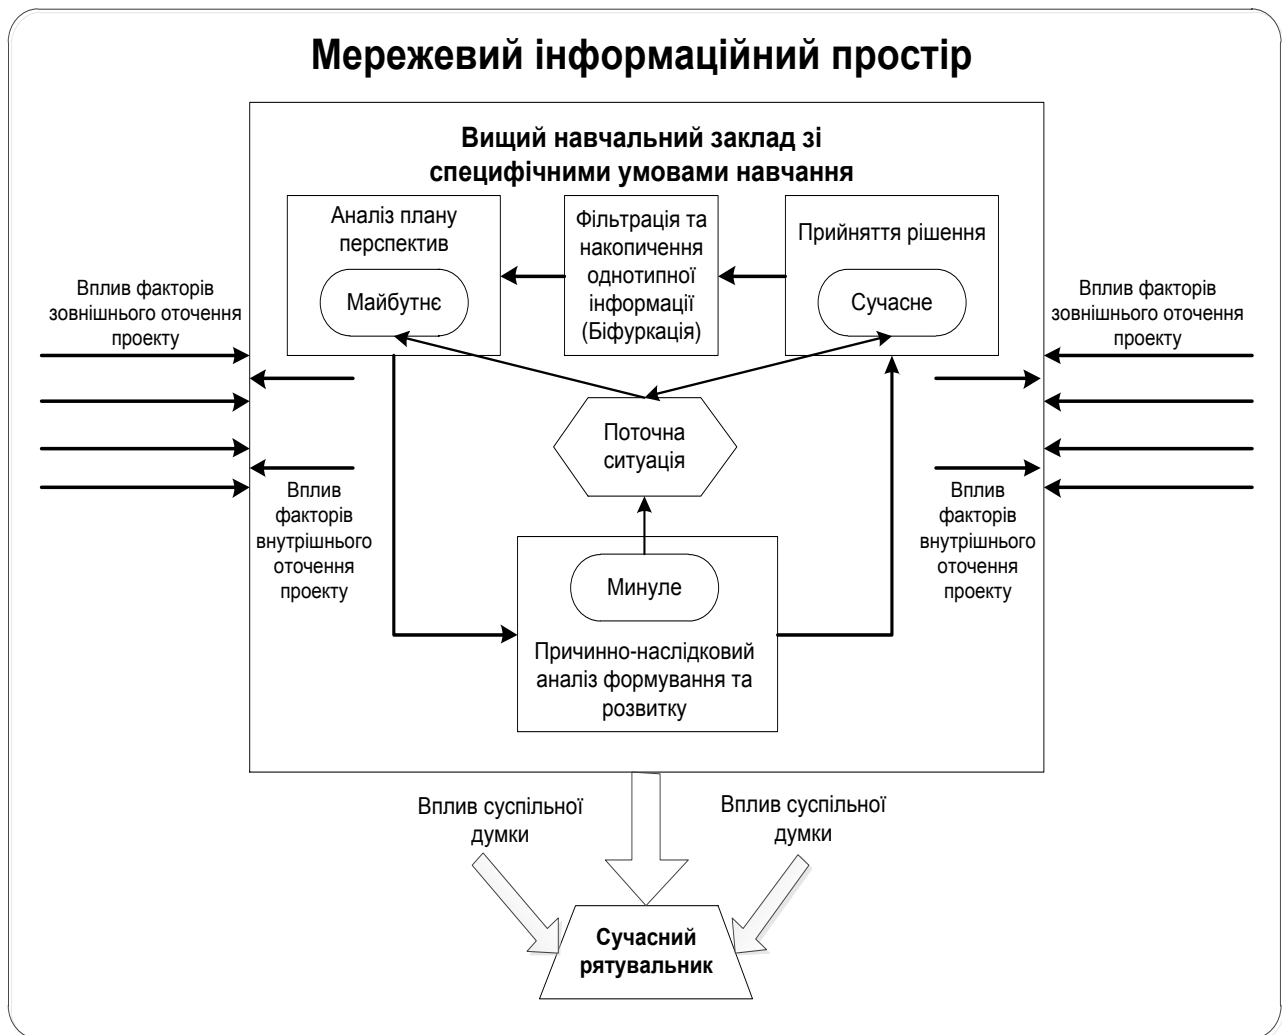 Мережевий інформаційний простір
Вищий навчальний заклад зі
специфічними умовами навчання
Аналіз плану
перспектив
Майбутнє
Фільтрація та
накопичення
однотипної
інформації
(Біфуркація)
Прийняття рішення
Сучасне
Вплив факторів
зовнішнього оточення
проекту
Вплив факторів
зовнішнього оточення
проекту
Поточна
ситуація
Вплив
факторів
внутрішнього
оточення
проекту
Вплив
факторів
внутрішнього
оточення
проекту
Минуле
Причинно-наслідковий
аналіз формування та
розвитку
Вплив суспільної
думки
Вплив суспільної
думки
Сучасний
рятувальник